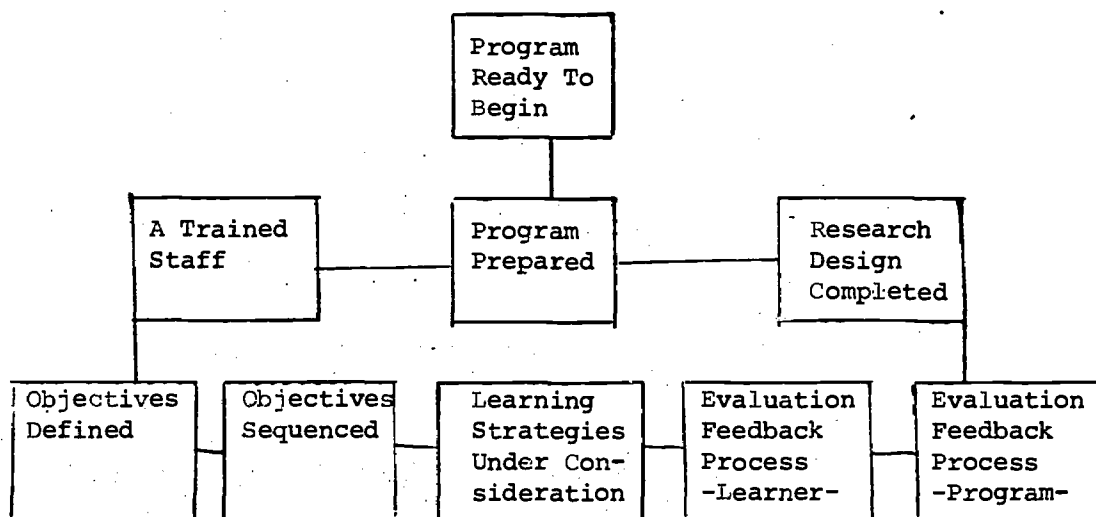 Program
Ready To
Begin
A Trained
Staff
Program
Prepared
Research
Design
Completed
Objectives
Defined
Objectives
Sequenced
Learning
Strategies
Under Con-
sideration
Evaluation
Feedback
Process
-Learner-
Evaluation
Feedback
Process
-Program-